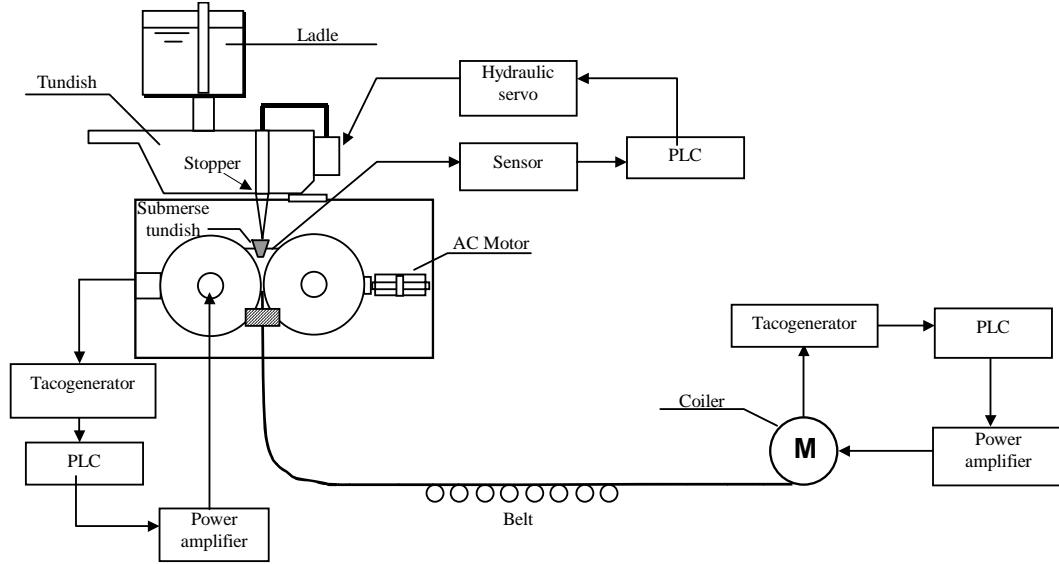 Ladle
Tundish
Hydraulic
servo
PLC
Sensor
Stopper
Submerse
tundish
AC Motor
Tacogenerator
PLC
Tacogenerator
Coiler
M
Power
amplifier
PLC
Power
amplifier
Belt